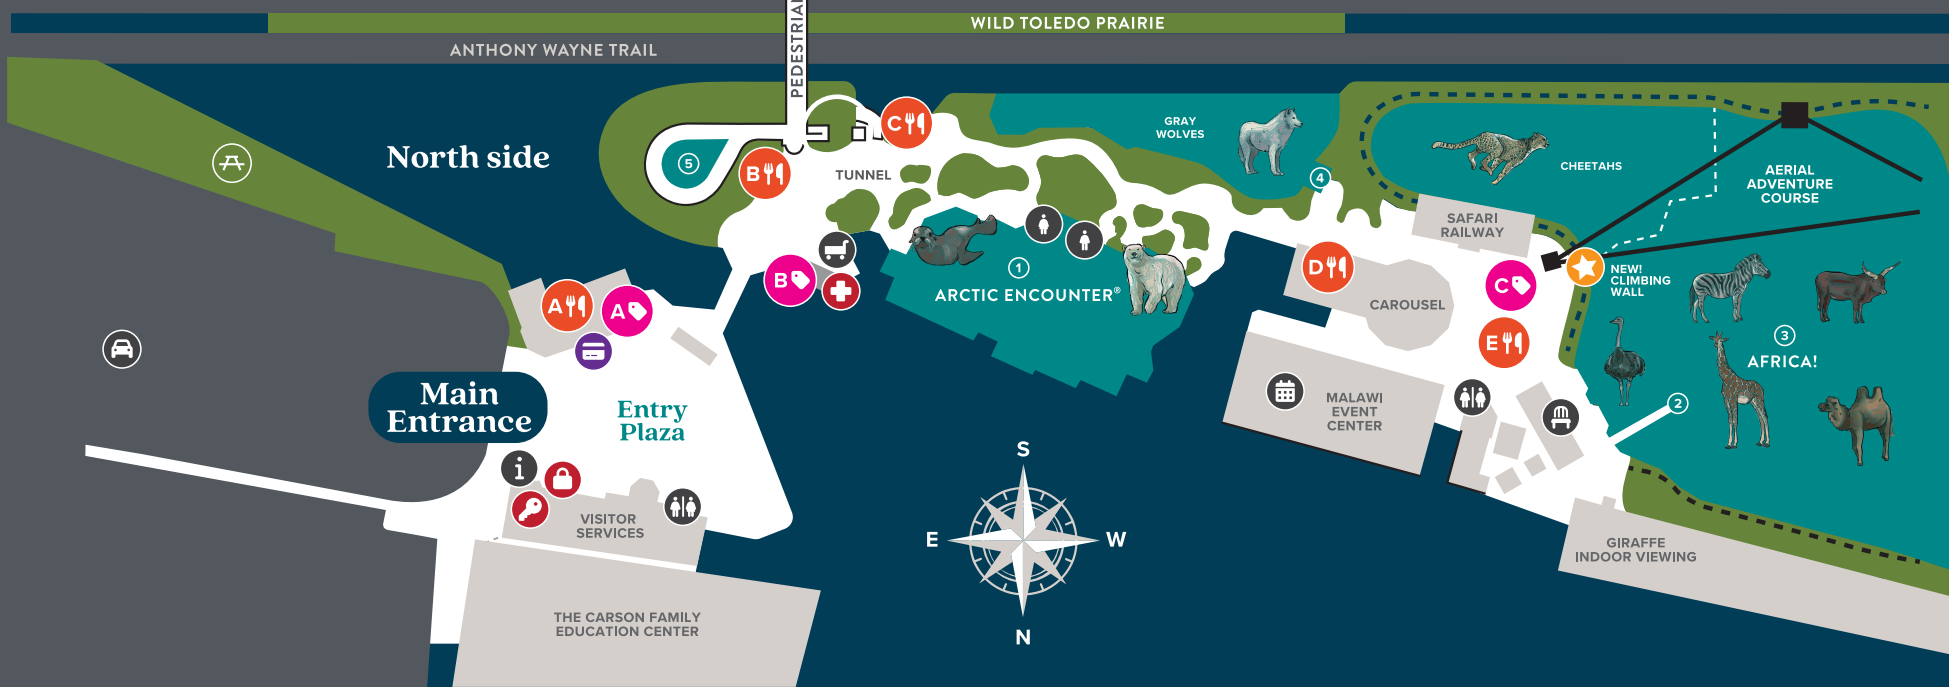 WILD TOLEDO PRAIRIE
ANTHONY WAYNE TRAIL
North side
5
B
C
TUNNEL
GRAY
WOLVES
4
CHEETAHS
AERIAL
ADVENTURE
COURSE
SAFARI
RAILWAY
A
A
B
1
ARCTIC ENCOUNTER®
D
CAROUSEL
C
E
NEW!
CLIMBING
WALL
3
AFRICA!
2
Main
Entrance
Entry
Plaza
MALAWI
EVENT
CENTER
i
VISITOR
SERVICES
S
E
W
N
GIRAFFE
INDOOR VIEWING
THE CARSON FAMILY
EDUCATION CENTER